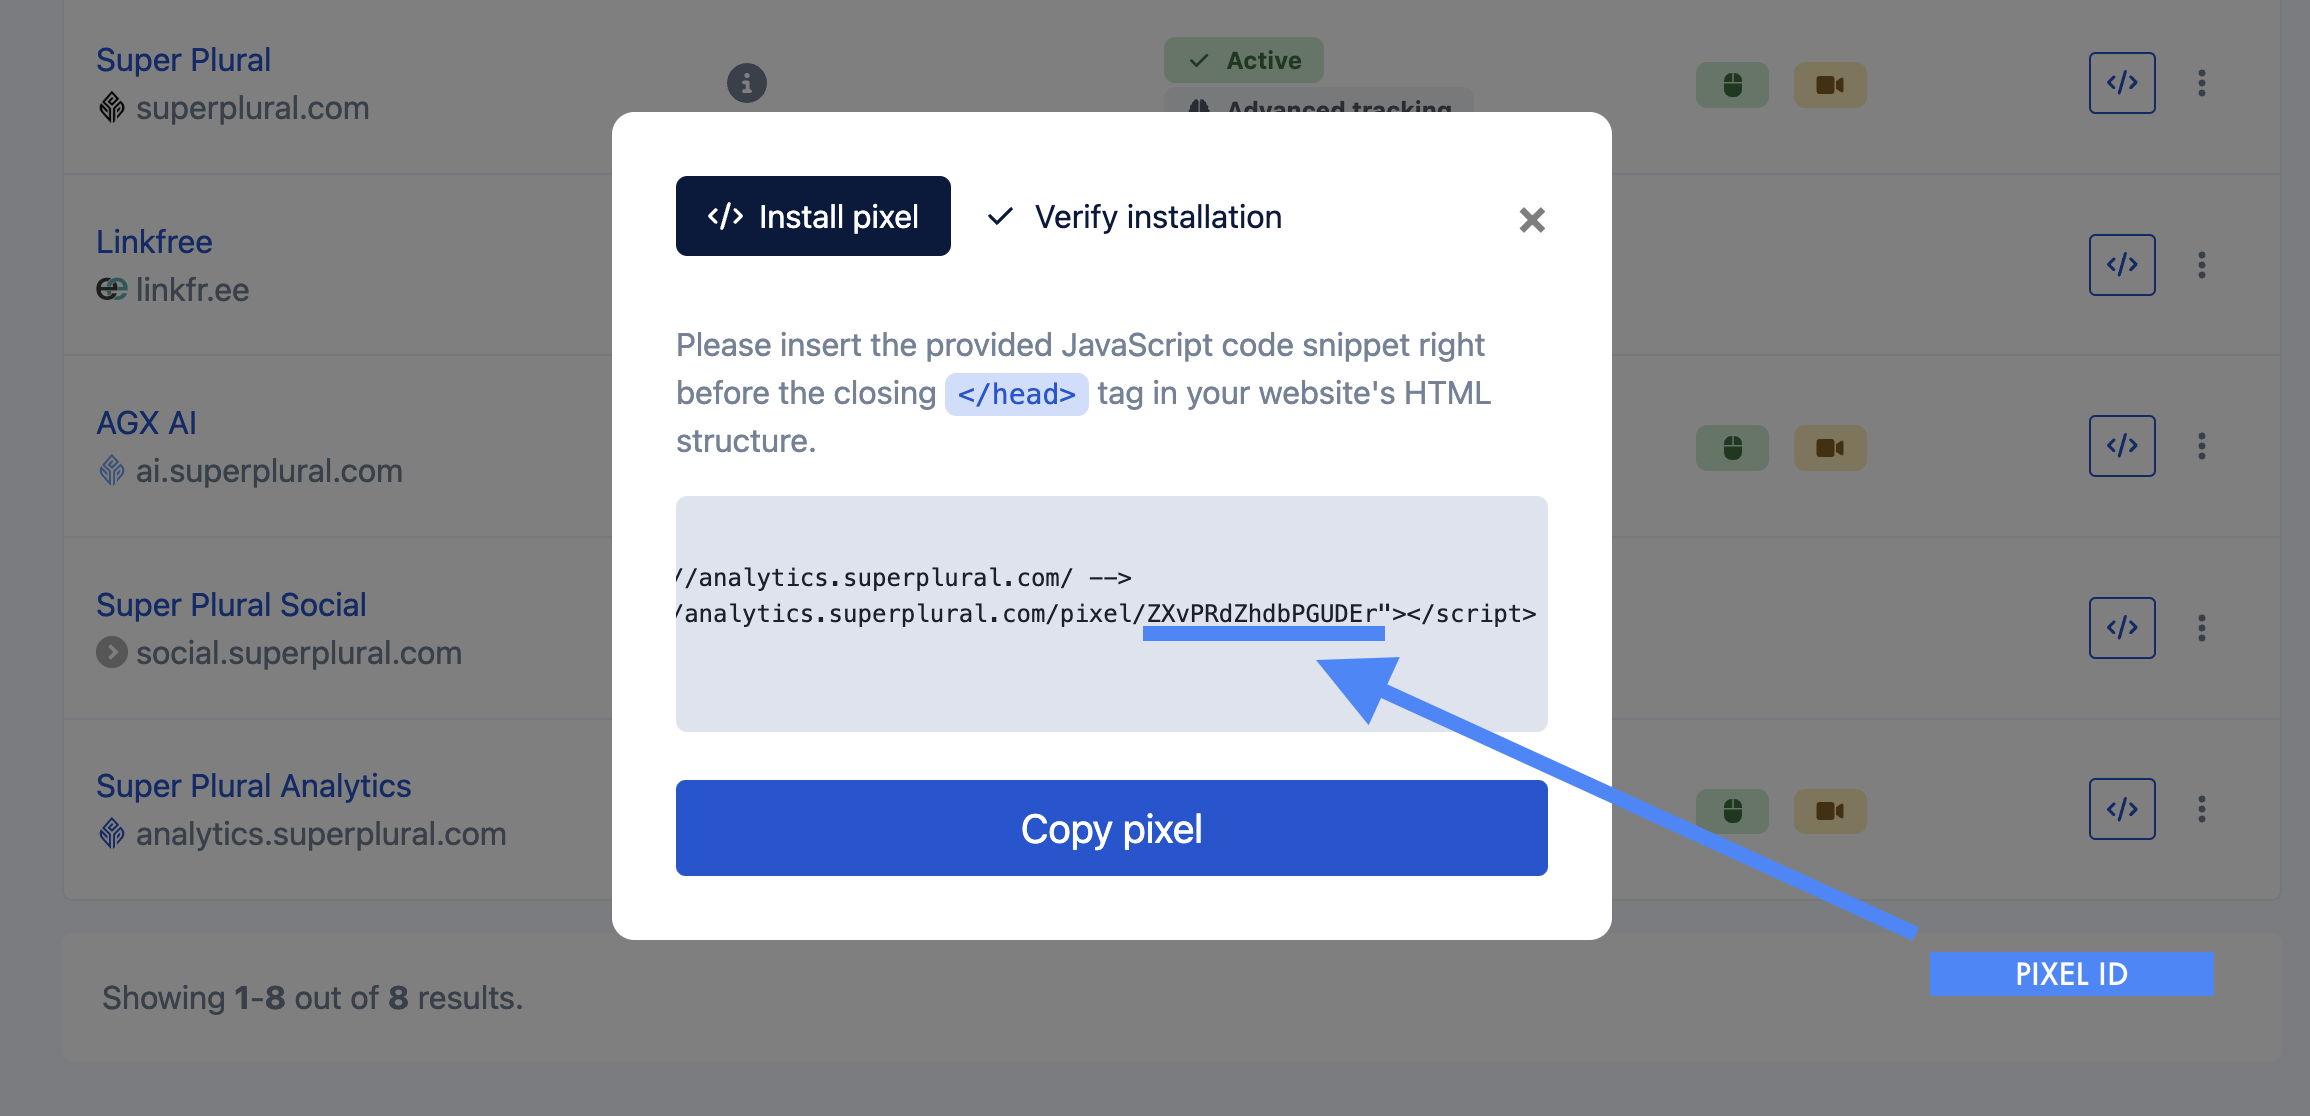 Super Plural
superplural.com
Active
Advanced tracking
Linkfree
linkfr.ee
AGX AI
ai.superplural.com
Super Plural Social
social.superplural.com
Super Plural Analytics
analytics.superplural.com
Showing 1-8 out of 8 results.
</> Install pixel
Verify installation
Please insert the provided JavaScript code snippet right
before the closing </head> tag in your website's HTML
structure.
//analytics.superplural.com/ -->
/analytics.superplural.com/pixel/ZXvPRdZhdbPGUDEr"></script>
Copy pixel
PIXEL ID